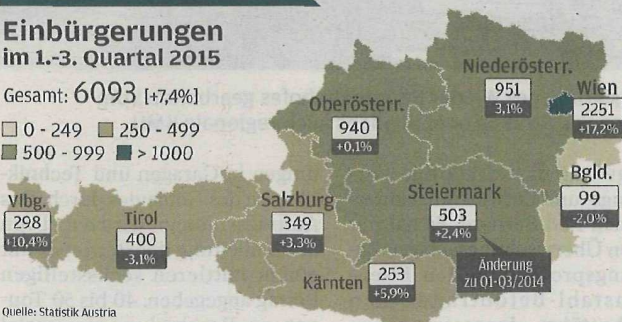 Einbürgerungen
im 1.-3. Quartal 2015
Gesamt: 6093 [+7,4%]
0 - 249 250 - 499
500 - 999 > 1000
Niederösterr.
951
3,1%
Wien
2251
+17,2%
Oberösterr.
940
+0,1%
Bgld.
99
-2,0%
Steiermark
503
+2,4%
Salzburg
349
+3,3%
Vlbg.
298
+10,4%
Tirol
400
-3,1%
Kärnten
253
+5,9%
Änderung
zu Q1-Q3/2014
Quelle: Statistik Austria